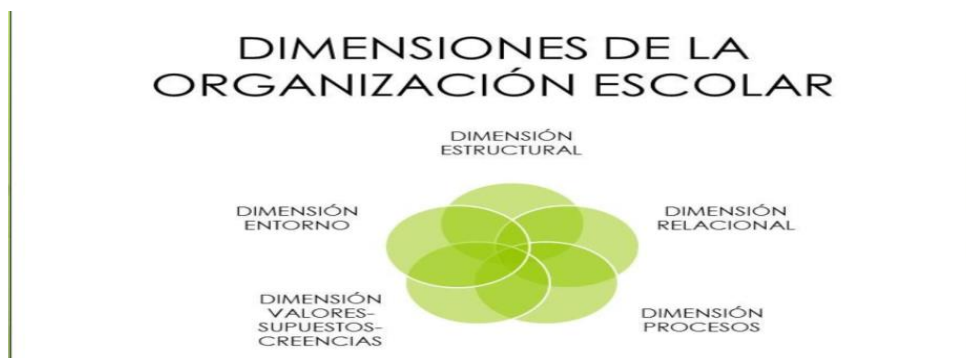 DIMENSIONES DE LA
ORGANIZACIÓN ESCOLAR
DIMENSIÓN
ESTRUCTURAL
DIMENSIÓN
RELACIONAL
DIMENSIÓN
PROCESOS
DIMENSIÓN
VALORES-
SUPUESTOS-
CREENCIAS
DIMENSIÓN
ENTORNO